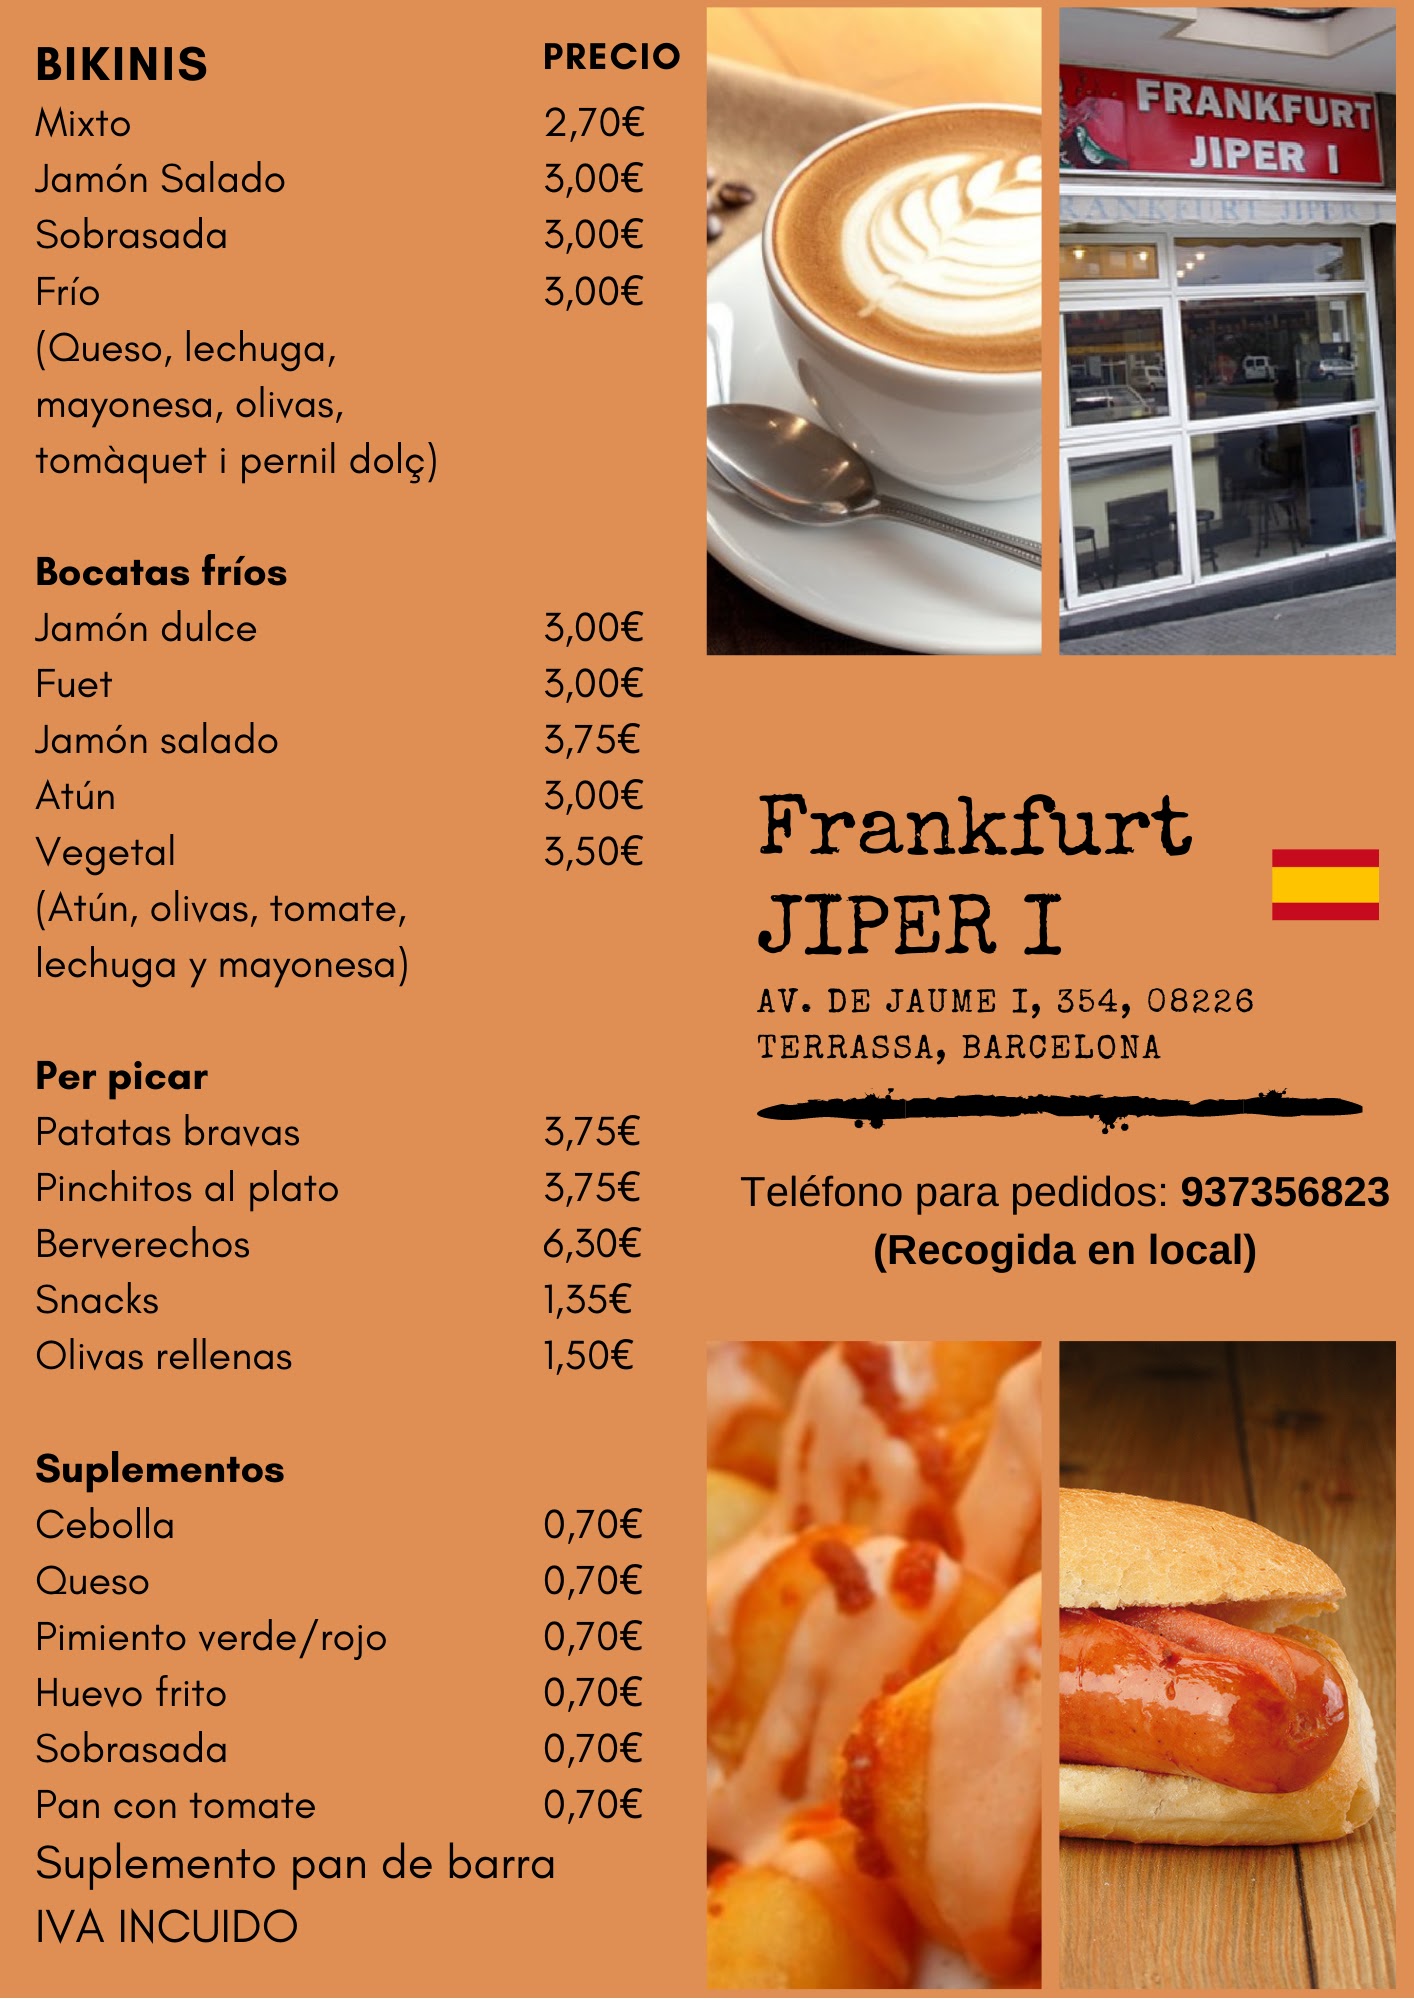 BIKINIS PRECIO
Mixto 2,70€
Jamón Salado 3,00€
Sobrasada 3,00€
Frío 3,00€
(Queso, lechuga,
mayonesa, olivas,
tomàquet i pernil dolç)
Bocatas fríos
Jamón dulce 3,00€
Fuet 3,00€
Jamón salado 3,75€
Atún 3,00€
Vegetal 3,50€
(Atún, olivas, tomate,
lechuga y mayonesa)
Per picar
Patatas bravas 3,75€
Pinchitos al plato 3,75€
Berverechos 6,30€
Snacks 1,35€
Olivas rellenas 1,50€
Suplementos
Cebolla 0,70€
Queso 0,70€
Pimiento verde/rojo 0,70€
Huevo frito 0,70€
Sobrasada 0,70€
Pan con tomate 0,70€
Suplemento pan de barra
IVA INCUIDO
FRANKFURT
JIPER I
FRANKFURT JIPER I
Frankfurt
JIPER I
AV. DE JAUME I, 354, 08226
TERRASSA, BARCELONA
Teléfono para pedidos: 937356823
(Recogida en local)